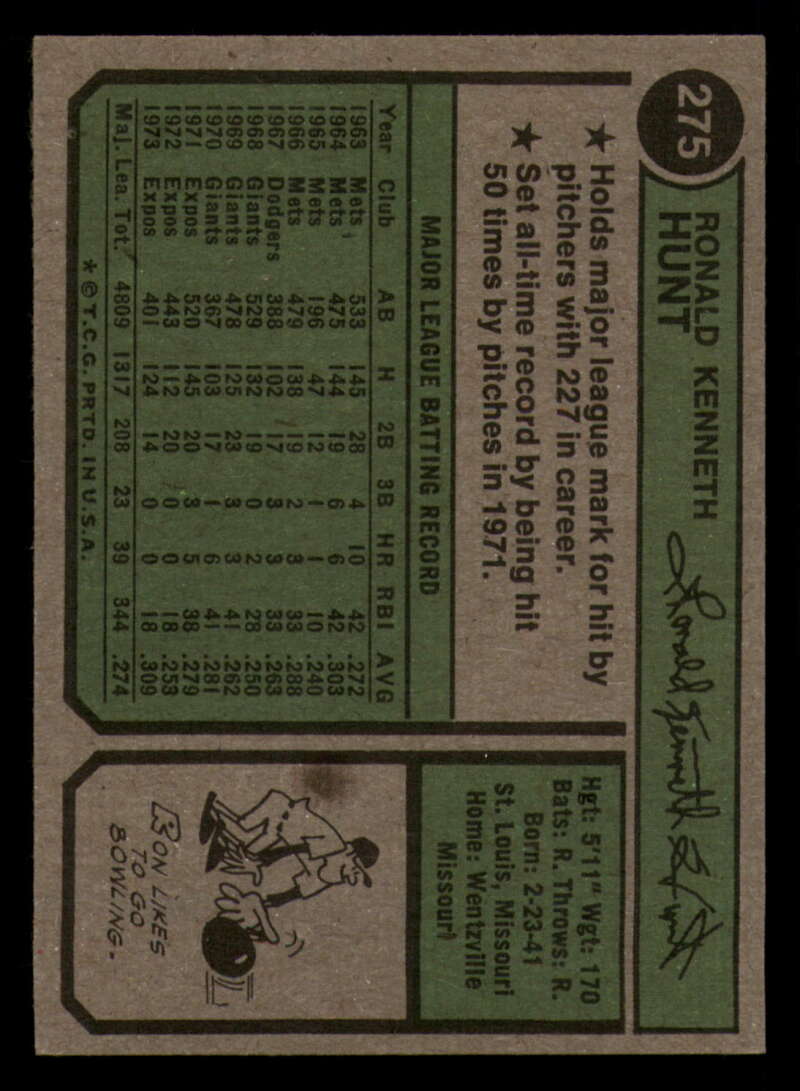 275
RONALD KENNETH
HUNT
Ronald Kenneth Hunt
★ Holds major league mark for hit by
pitchers with 227 in career.
★ Set all-time record by being hit
50 times by pitches in 1971.
MAJOR LEAGUE BATTING RECORD
Year Club AB H 2B 3B HR RBI AVG
1963 Mets 533 145 28 4 10 42 .272
1964 Mets 475 144 19 6 6 42 .303
1965 Mets 196 47 12 1 1 10 .240
1966 Mets 479 138 19 2 3 33 .288
1967 Dodgers 388 102 17 3 3 33 .263
1968 Giants 529 132 19 0 2 28 .250
1969 Giants 478 125 23 3 3 41 .262
1970 Giants 367 103 17 1 6 41 .281
1971 Expos 520 145 20 3 5 38 .279
1972 Expos 443 112 20 0 0 18 .253
1973 Expos 401 124 14 0 0 18 .309
Maj. Lea. Tot. 4809 1317 208 23 39 344 .274
* © T.C.G. PRTD. IN U.S.A.
Hgt: 5'11" Wgt: 170
Bats: R. Throws: R.
Born: 2-23-41
St. Louis, Missouri
Home: Wentzville
Missouri
RON LIKES
TO GO
BOWLING.